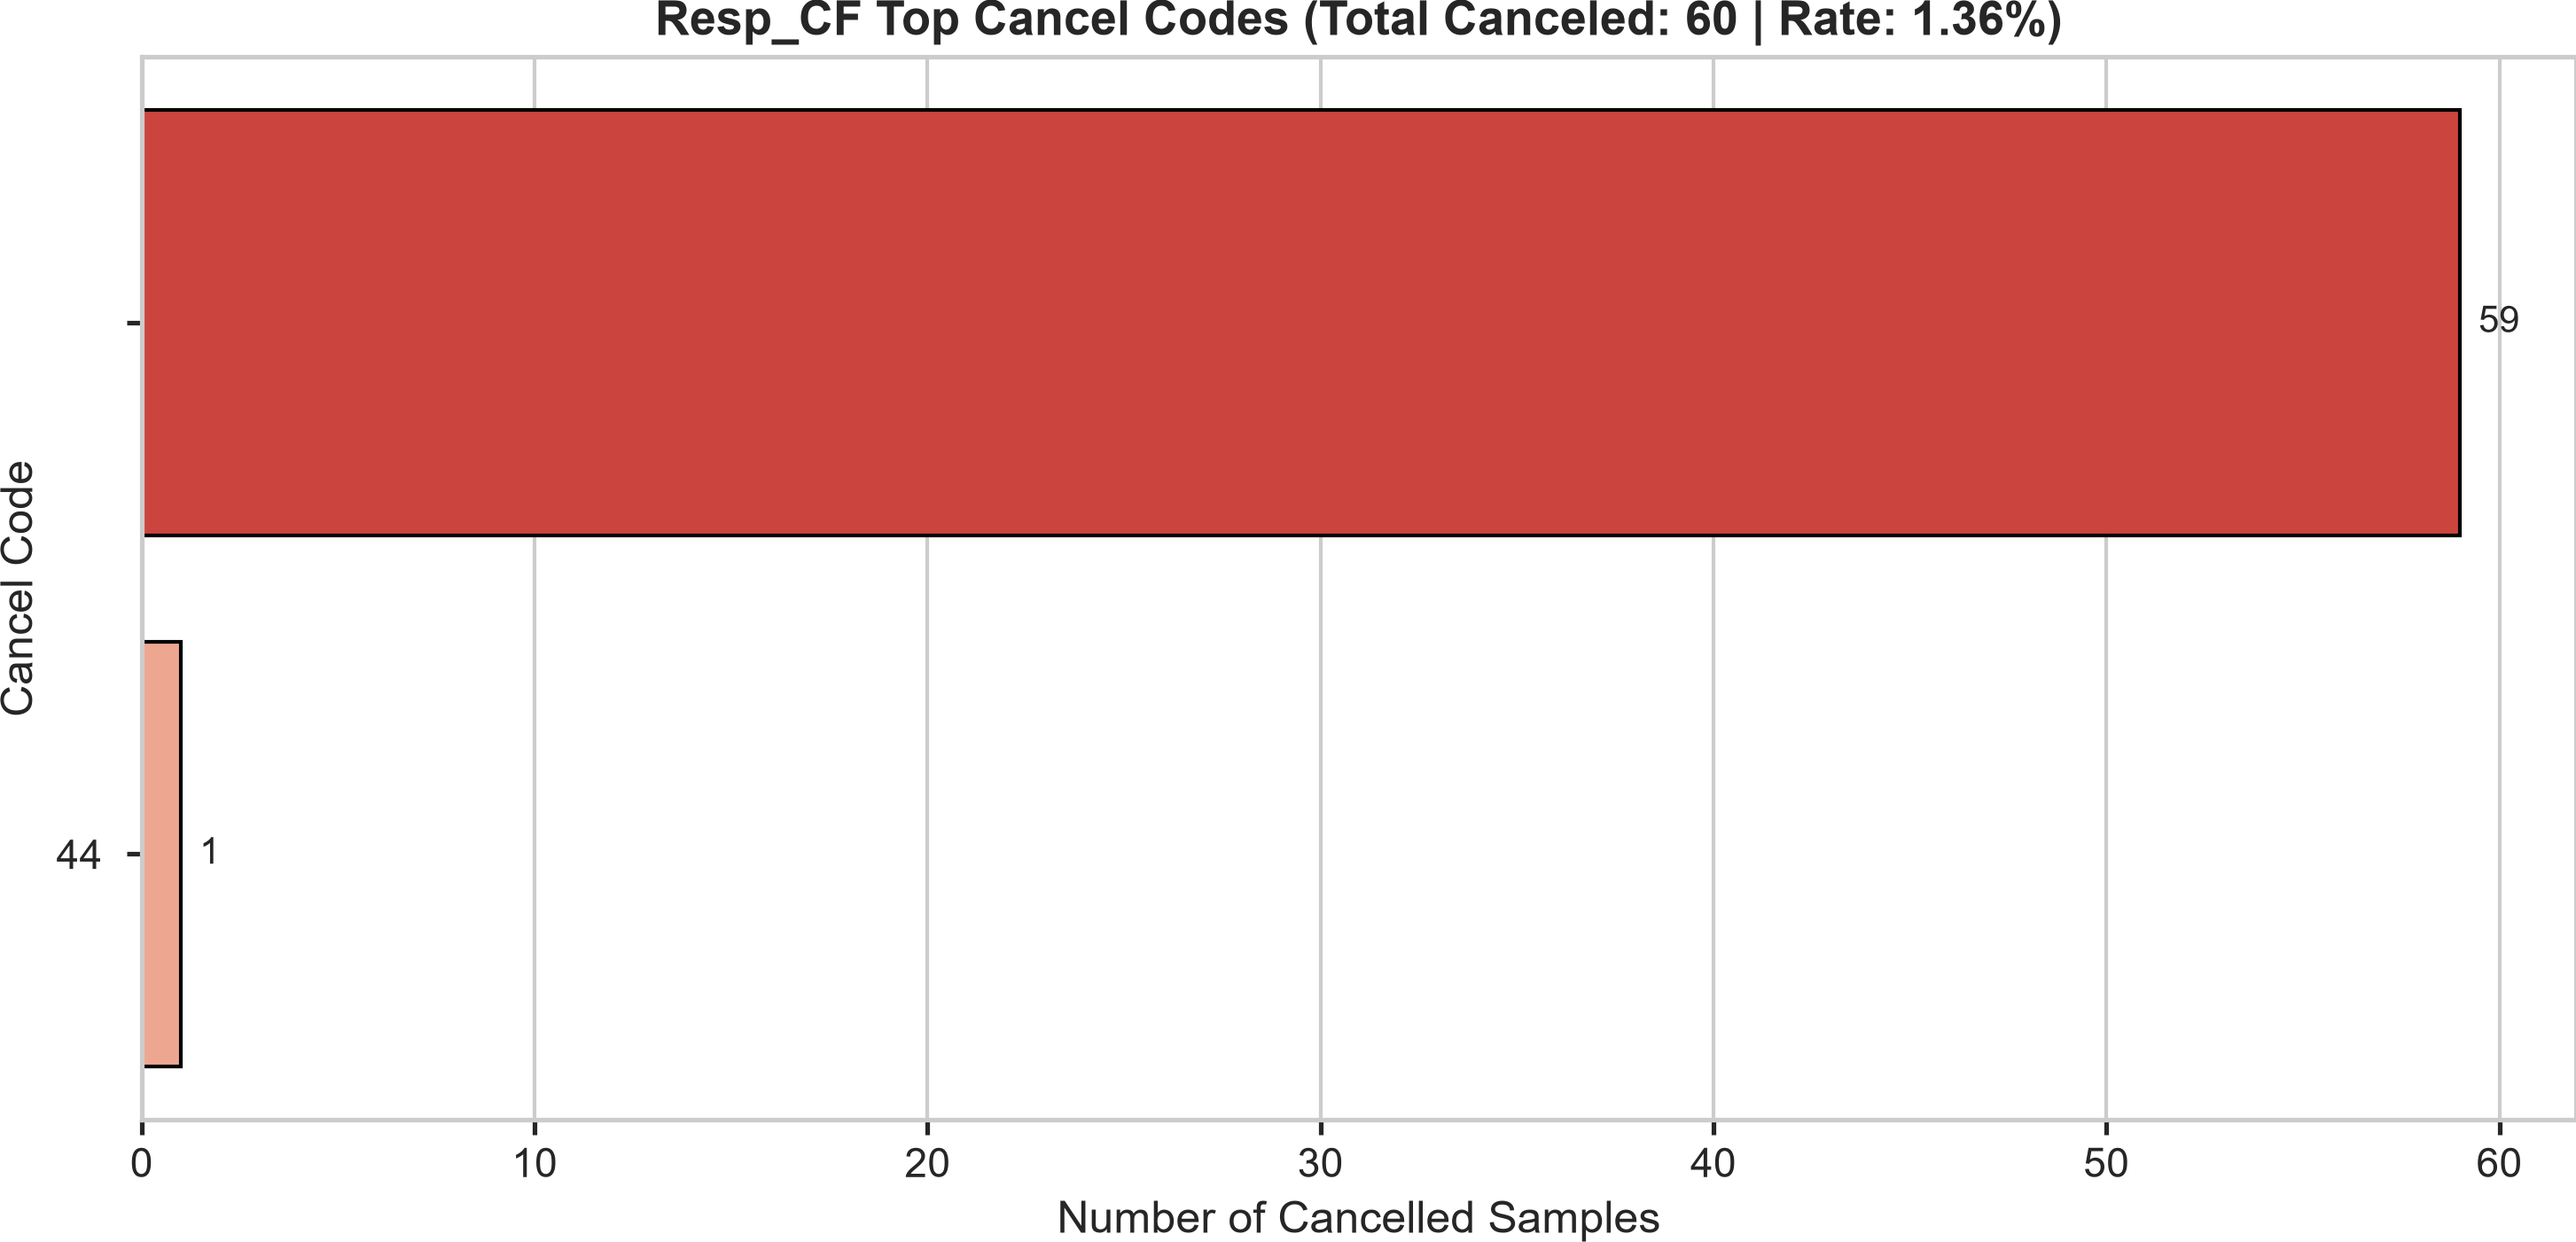 Resp_CF Top Cancel Codes (Total Canceled: 60 | Rate: 1.36%)
59
Cancel Code
44
1
0 10 20 30 40 50 60
Number of Cancelled Samples